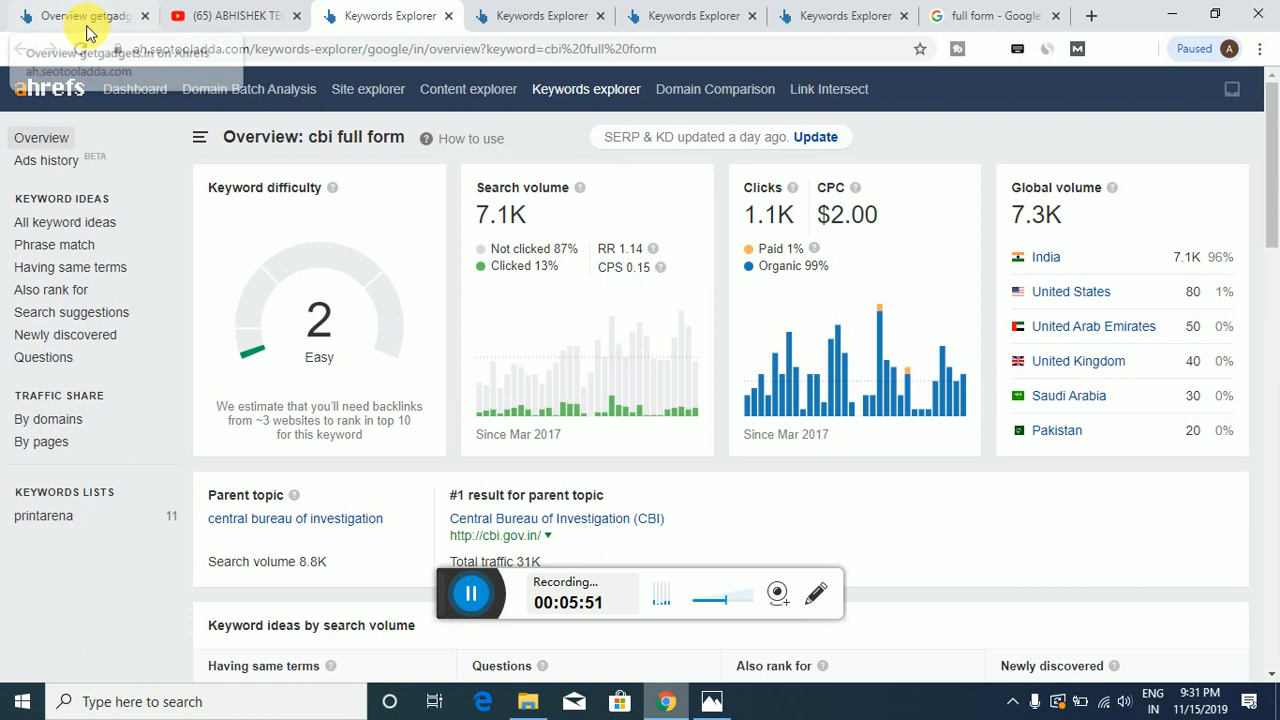 Overview getgadg
(65) ABHISHEK TE
Keywords Explorer
Keywords Explorer
Keywords Explorer
Keywords Explorer
full form - Google
ah.seotooladda.com/keywords-explorer/google/in/overview?keyword=cbi%20full%20form
Paused
A
Overview getgadgets.in on Ahrefs
ah.seotooladda.com
ahrefs
Dashboard
Domain Batch Analysis
Site explorer
Content explorer
Keywords explorer
Domain Comparison
Link Intersect
Overview
Ads history BETA
KEYWORD IDEAS
All keyword ideas
Phrase match
Having same terms
Also rank for
Search suggestions
Newly discovered
Questions
TRAFFIC SHARE
By domains
By pages
KEYWORDS LISTS
printarena 11
Overview: cbi full form
? How to use
SERP & KD updated a day ago. Update
Keyword difficulty ?
2
Easy
We estimate that you'll need backlinks
from ~3 websites to rank in top 10
for this keyword
Search volume ?
7.1K
Not clicked 87% RR 1.14 ?
Clicked 13% CPS 0.15 ?
Since Mar 2017
Clicks ? CPC ?
1.1K $2.00
Paid 1% ?
Organic 99%
Since Mar 2017
Global volume ?
7.3K
India 7.1K 96%
United States 80 1%
United Arab Emirates 50 0%
United Kingdom 40 0%
Saudi Arabia 30 0%
Pakistan 20 0%
Parent topic ?
central bureau of investigation
Search volume 8.8K
#1 result for parent topic
Central Bureau of Investigation (CBI)
http://cbi.gov.in/
Total traffic 31K
Recording...
00:05:51
Keyword ideas by search volume
Having same terms ?
Questions ?
Also rank for ?
Newly discovered ?
Type here to search
ENG
IN
9:31 PM
11/15/2019